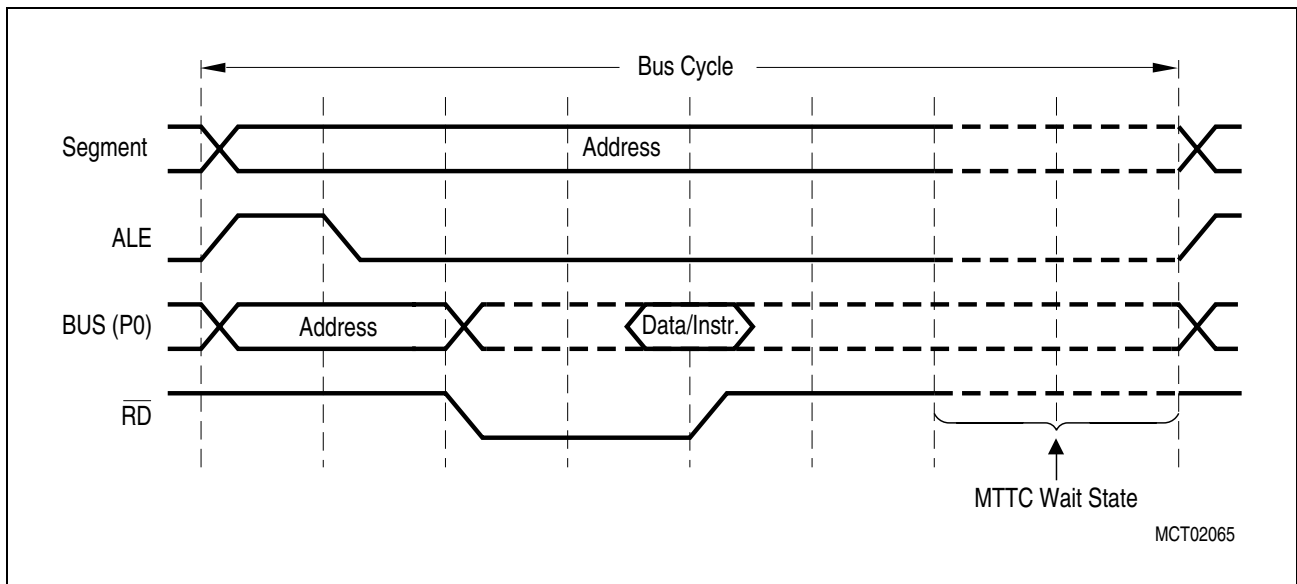 Bus Cycle
Segment
Address
ALE
BUS (P0)
Address
Data/Instr.
RD
MTTC Wait State
MCT02065